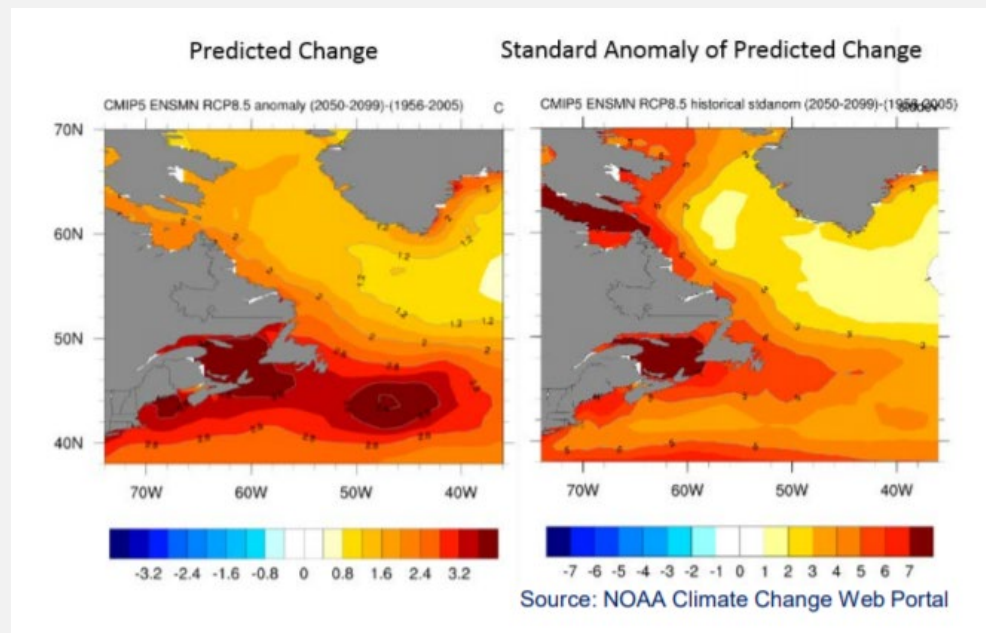 Predicted Change
Standard Anomaly of Predicted Change
CMIP5 ENSMN RCP8.5 anomaly (2050-2099)-(1956-2005) C
CMIP5 ENSMN RCP8.5 historical stdanom (2050-2099)-(1956-2005)
70N
60N
50N
40N
70W 60W 50W 40W
70W 60W 50W 40W
-3.2 -2.4 -1.6 -0.8 0 0.8 1.6 2.4 3.2
-7 -6 -5 -4 -3 -2 -1 0 1 2 3 4 5 6 7
Source: NOAA Climate Change Web Portal